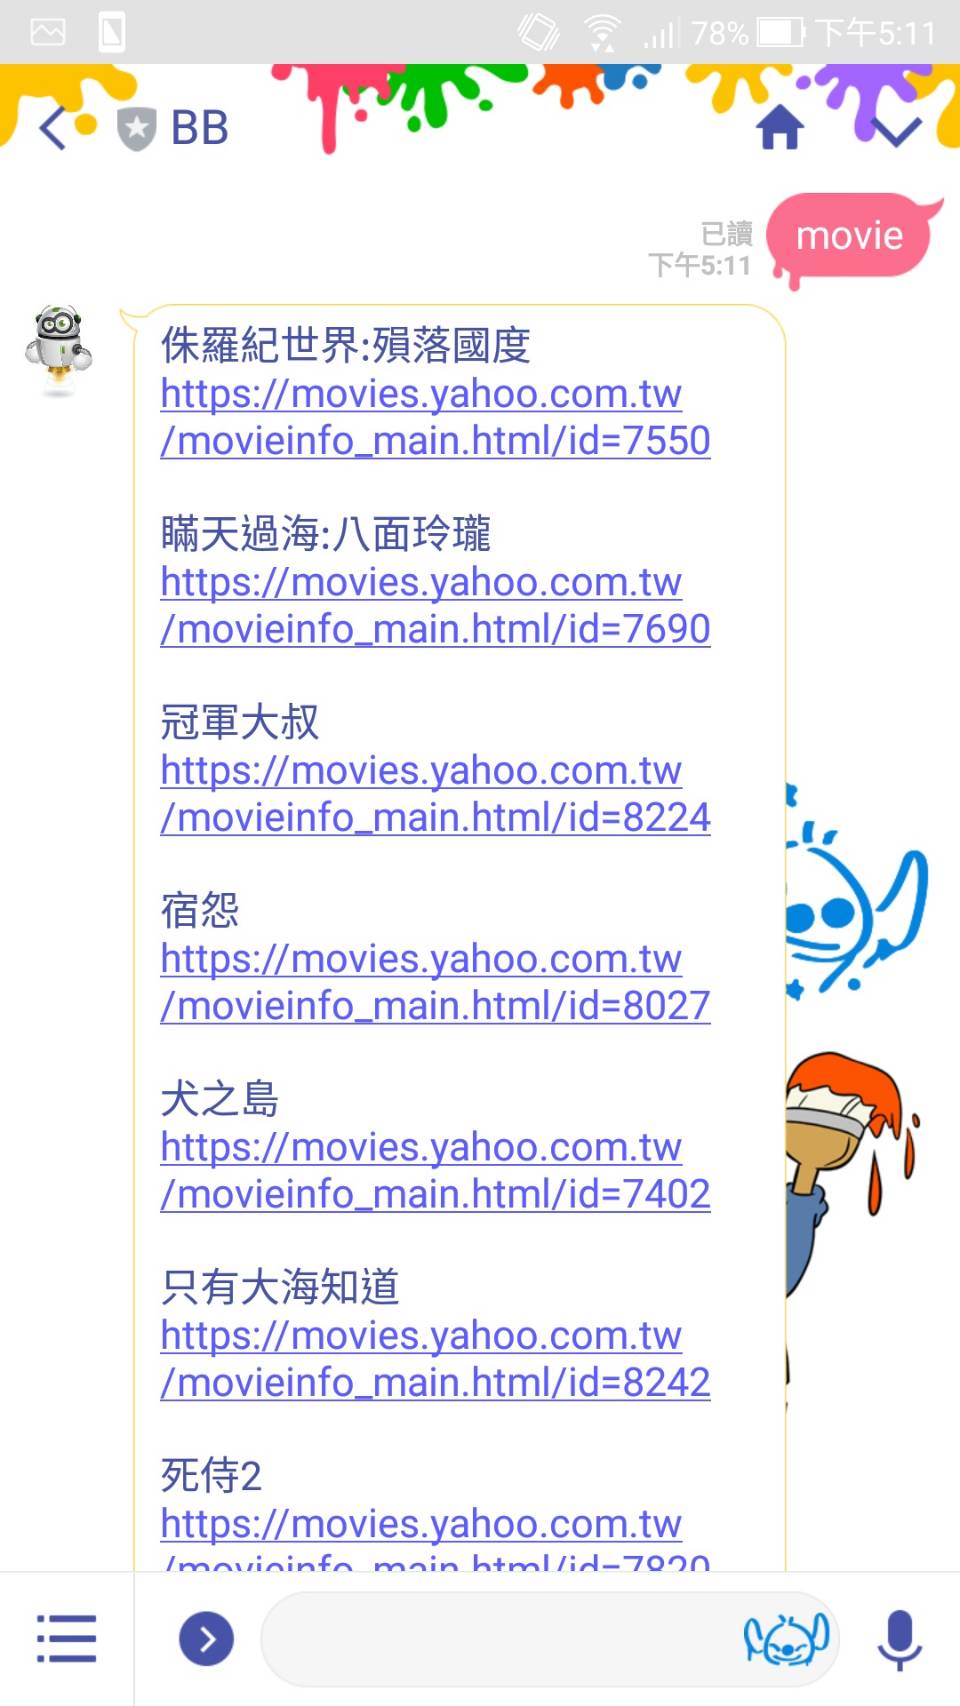 78% 下午5:11
BB
已讀
下午5:11
movie
侏羅紀世界:殞落國度
https://movies.yahoo.com.tw
/movieinfo_main.html/id=7550
瞞天過海:八面玲瓏
https://movies.yahoo.com.tw
/movieinfo_main.html/id=7690
冠軍大叔
https://movies.yahoo.com.tw
/movieinfo_main.html/id=8224
宿怨
https://movies.yahoo.com.tw
/movieinfo_main.html/id=8027
犬之島
https://movies.yahoo.com.tw
/movieinfo_main.html/id=7402
只有大海知道
https://movies.yahoo.com.tw
/movieinfo_main.html/id=8242
死侍2
https://movies.yahoo.com.tw
/movieinfo_main.html/id=7820